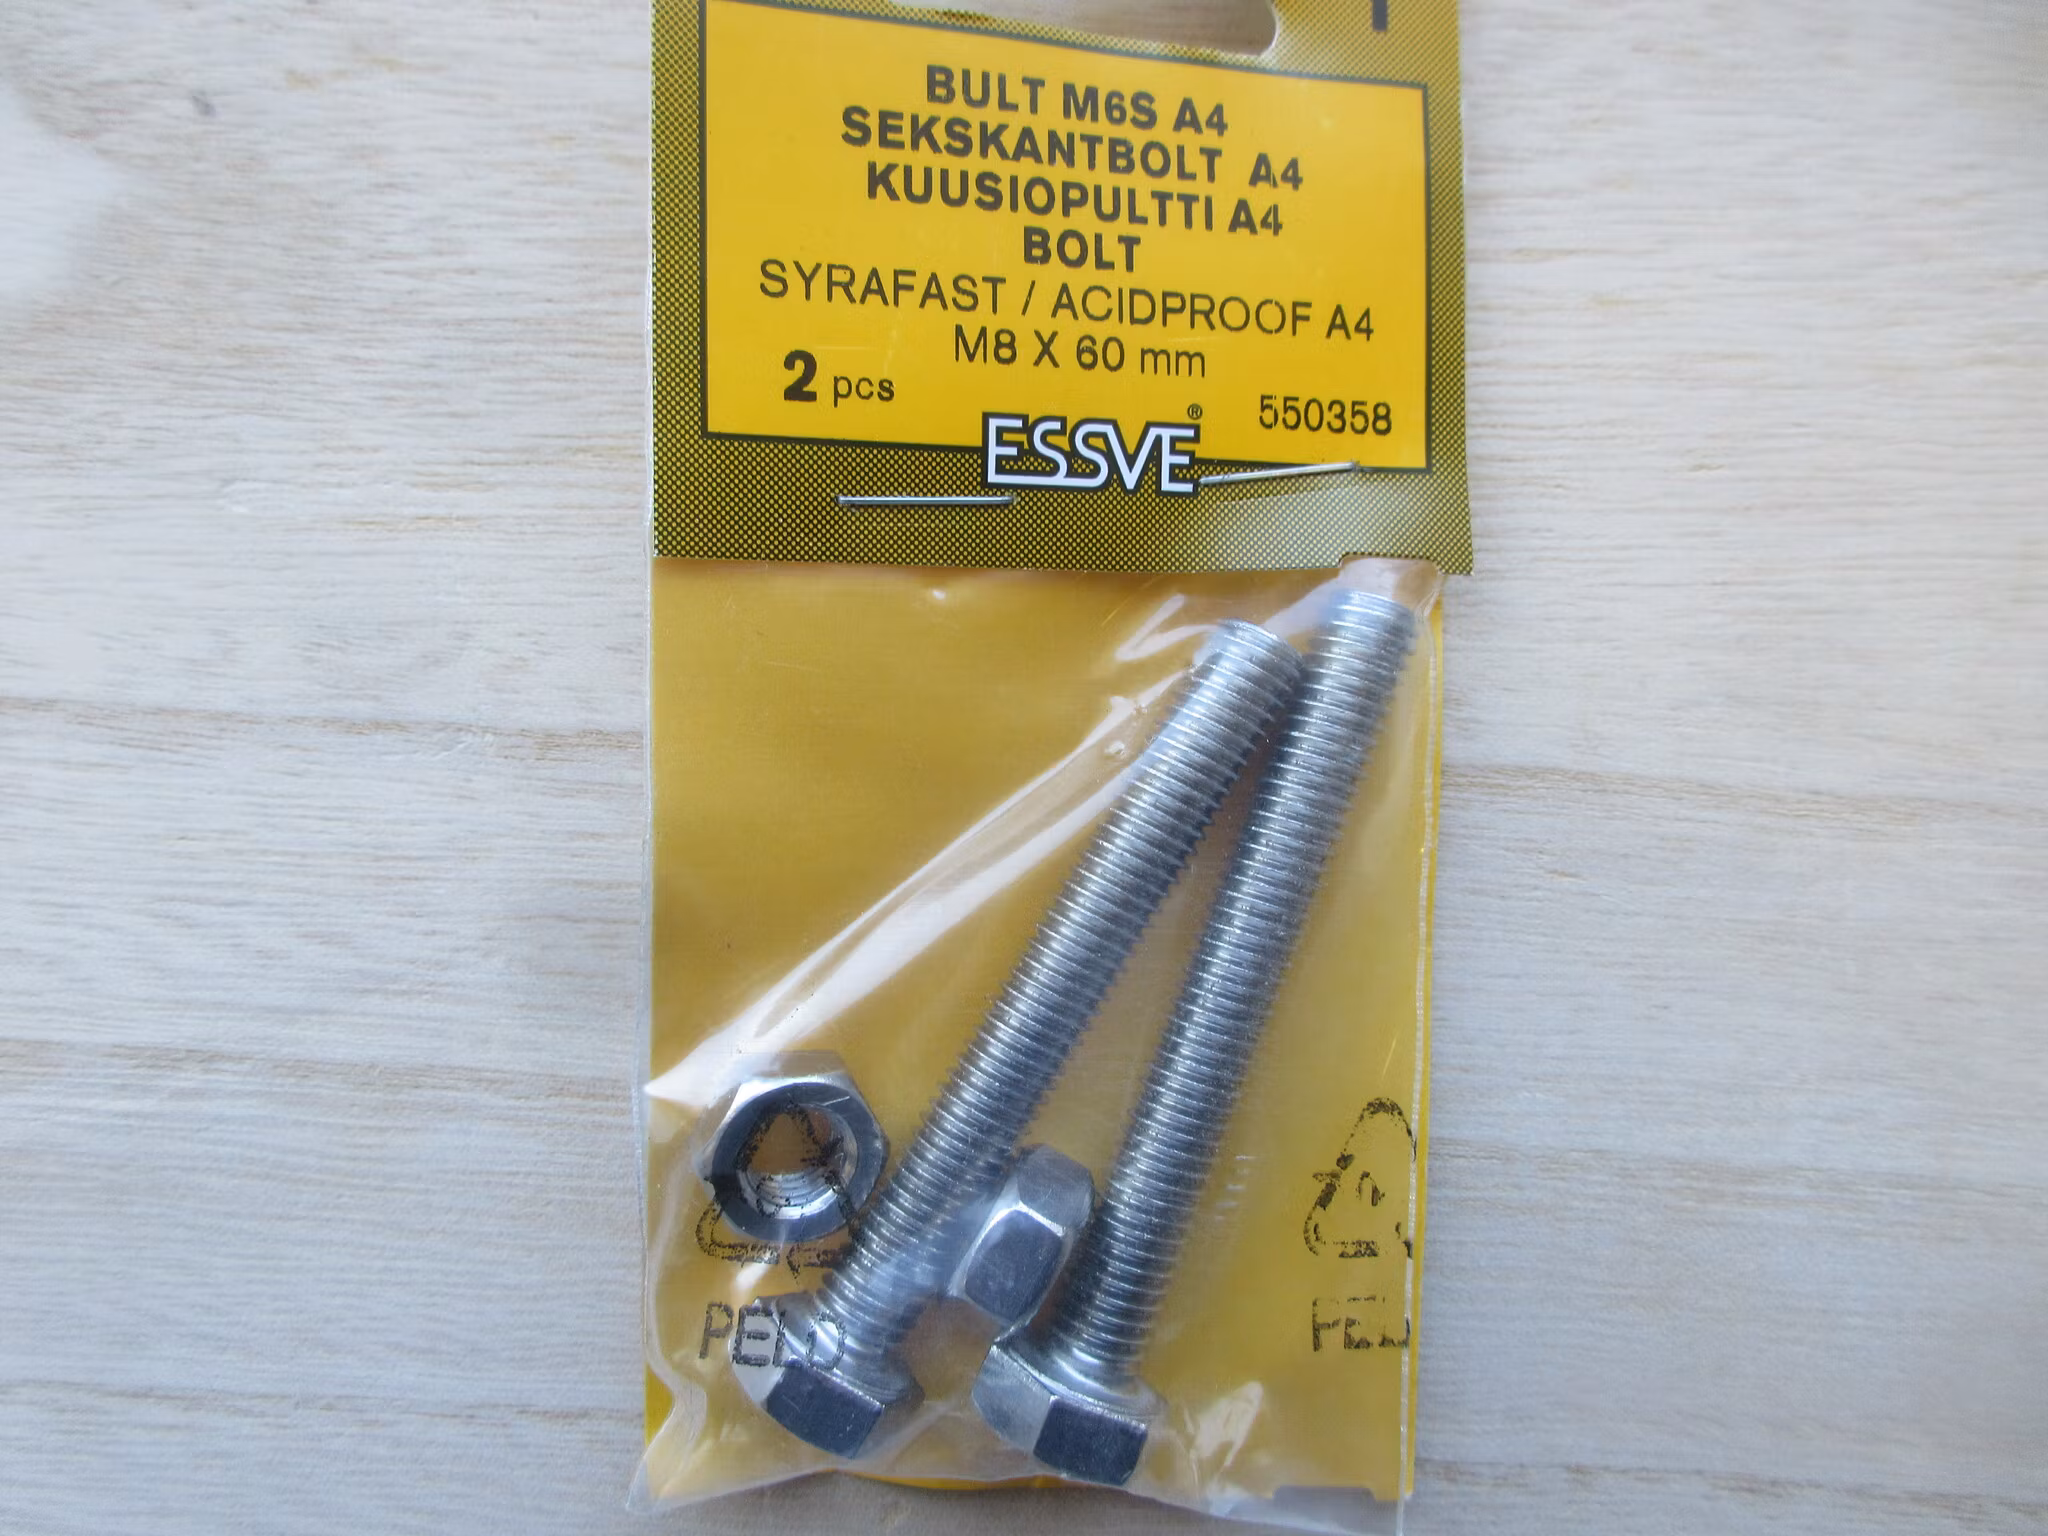 BULT M6S A4
SEKSKANTBOLT A4
KUUSIOPULTTI A4
BOLT
SYRAFAST / ACIDPROOF A4
M8 X 60 mm
2 pcs
550358
ESSVE®
PELD